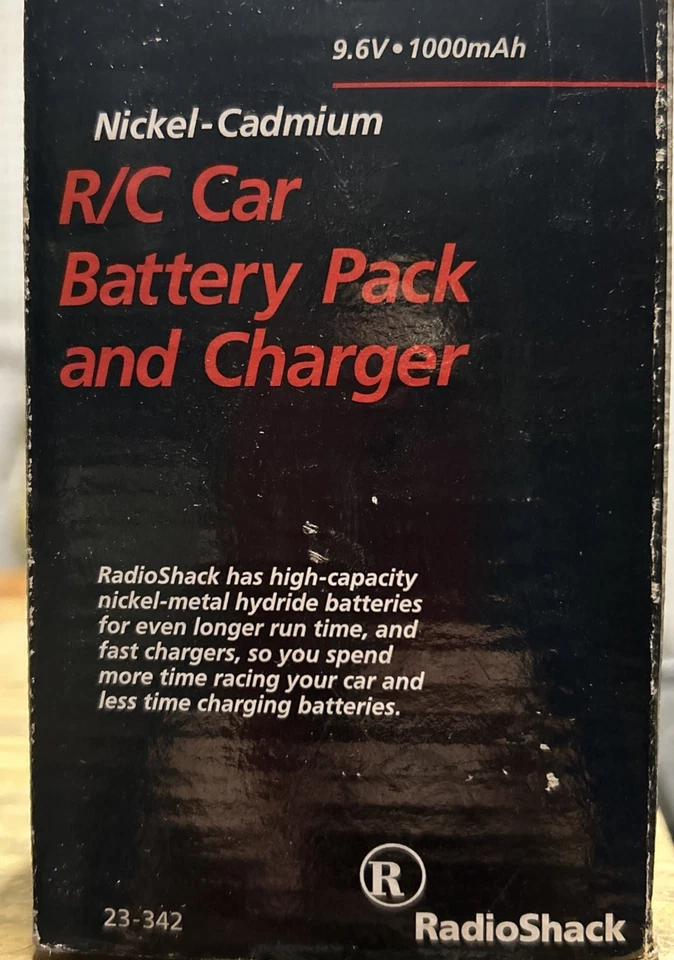 9.6V • 1000mAh
Nickel-Cadmium
R/C Car
Battery Pack
and Charger
RadioShack has high-capacity
nickel-metal hydride batteries
for even longer run time, and
fast chargers, so you spend
more time racing your car and
less time charging batteries.
R
23-342
RadioShack